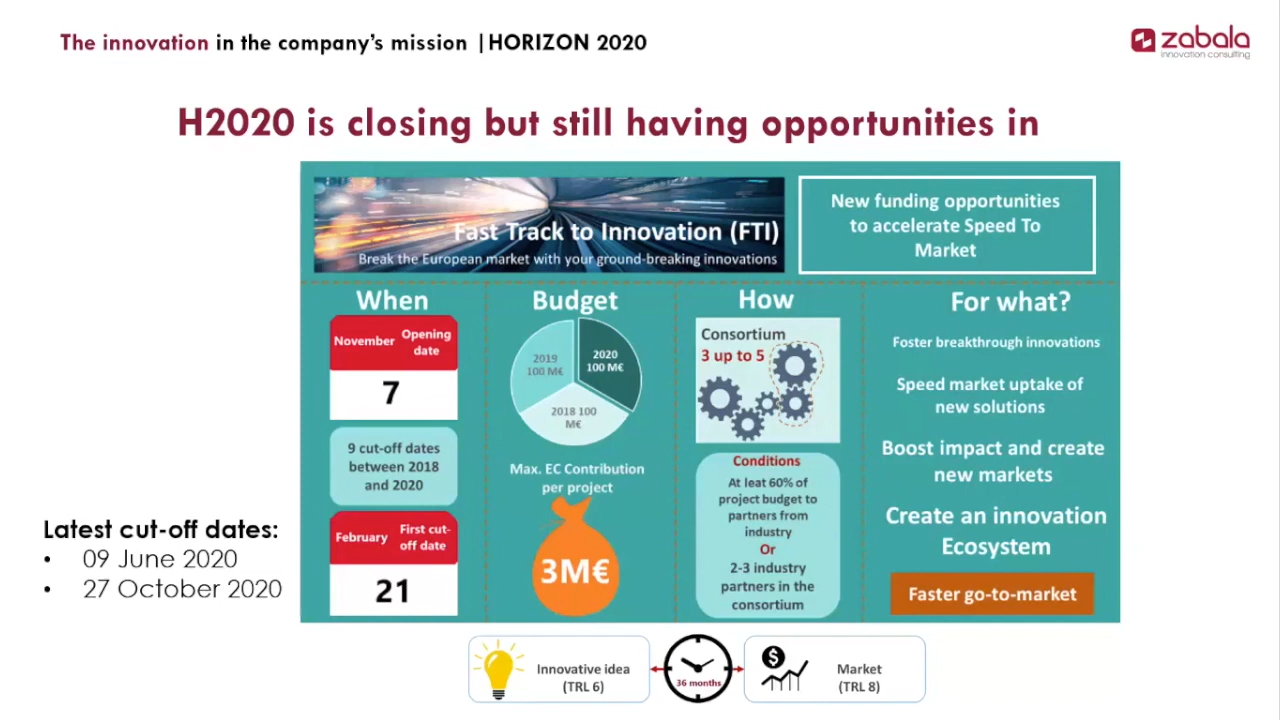 The innovation in the company's mission | HORIZON 2020
zabala
innovation consulting
H2020 is closing but still having opportunities in
Fast Track to Innovation (FTI)
Break the European market with your ground-breaking innovations
New funding opportunities
to accelerate Speed To
Market
When
November
Opening
date
7
9 cut-off dates
between 2018
and 2020
February
First cut-
off date
21
Budget
2019
100 M€
2020
100 M€
2018 100
M€
Max. EC Contribution
per project
3M€
How
Consortium
3 up to 5
Conditions
At leat 60% of
project budget to
partners from
industry
Or
2-3 industry
partners in the
consortium
For what?
Foster breakthrough innovations
Speed market uptake of
new solutions
Boost impact and create
new markets
Create an innovation
Ecosystem
Faster go-to-market
Latest cut-off dates:
• 09 June 2020
• 27 October 2020
Innovative idea
(TRL 6)
36 months
$
Market
(TRL 8)